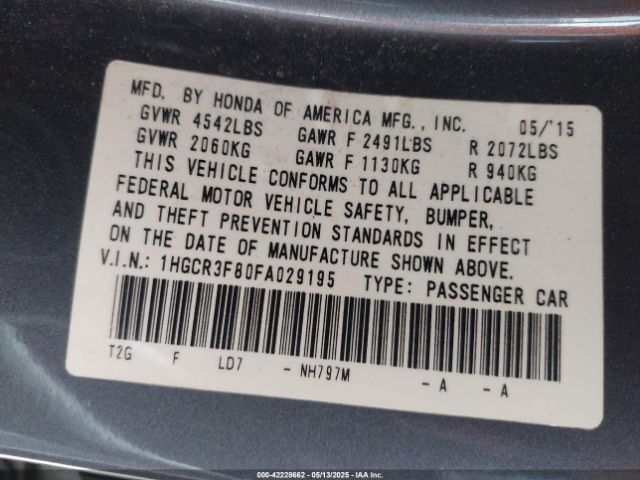 MFD. BY HONDA OF AMERICA MFG., INC. 05/'15
GVWR 4542LBS GAWR F 2491LBS R 2072LBS
GVWR 2060KG GAWR F 1130KG R 940KG
THIS VEHICLE CONFORMS TO ALL APPLICABLE
FEDERAL MOTOR VEHICLE SAFETY, BUMPER,
AND THEFT PREVENTION STANDARDS IN EFFECT
ON THE DATE OF MANUFACTURE SHOWN ABOVE.
V.I.N.: 1HGCR3F80FA029195 TYPE: PASSENGER CAR
T2G F LD7 - NH797M - A - A
000-42228662 - 05/13/2025 - IAA Inc.